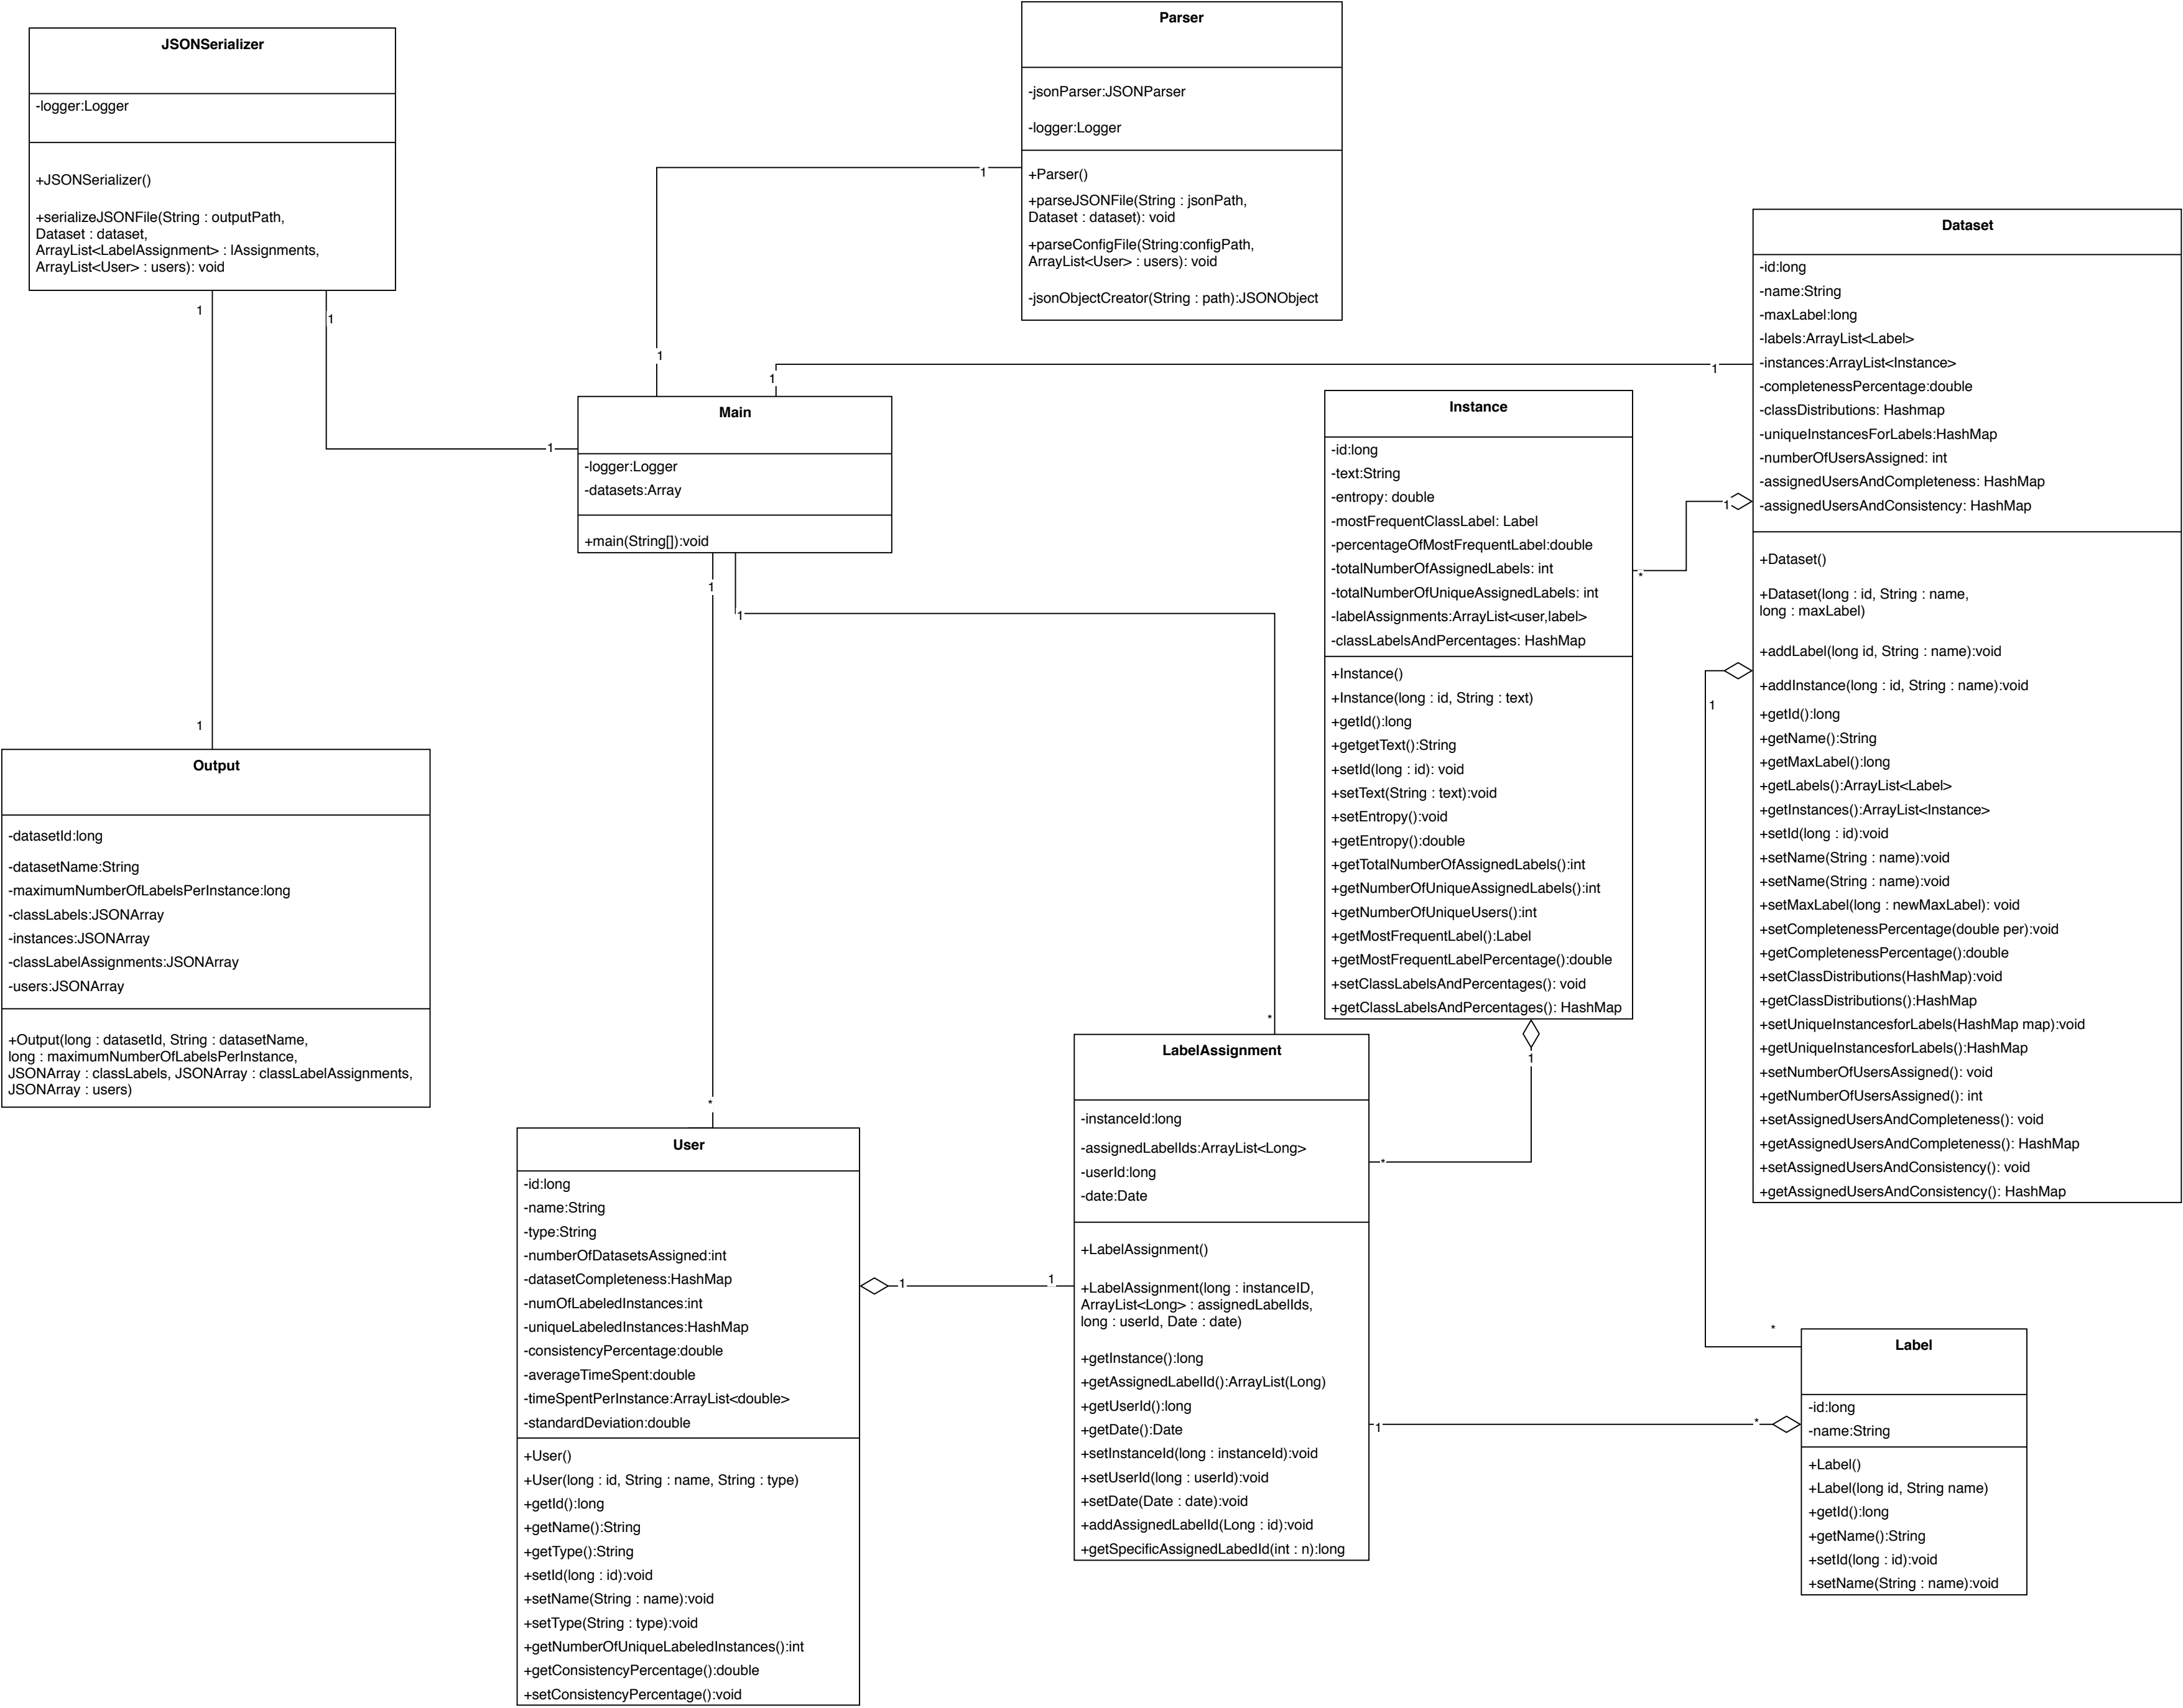 JSONSerializer
-logger:Logger
+JSONSerializer()
+serializeJSONFile(String : outputPath,
Dataset : dataset,
ArrayList<LabelAssignment> : lAssignments,
ArrayList<User> : users): void
1
1
Parser
-jsonParser:JSONParser
-logger:Logger
+Parser()
+parseJSONFile(String : jsonPath,
Dataset : dataset): void
+parseConfigFile(String:configPath,
ArrayList<User> : users): void
-jsonObjectCreator(String : path):JSONObject
1
1
1
1
1
Main
-logger:Logger
-datasets:Array
+main(String[]):void
1
1
Dataset
-id:long
-name:String
-maxLabel:long
-labels:ArrayList<Label>
-instances:ArrayList<Instance>
-completenessPercentage:double
-classDistributions: Hashmap
-uniqueInstancesForLabels:HashMap
-numberOfUsersAssigned: int
-assignedUsersAndCompleteness: HashMap
-assignedUsersAndConsistency: HashMap
+Dataset()
+Dataset(long : id, String : name,
long : maxLabel)
+addLabel(long id, String : name):void
+addInstance(long : id, String : name):void
+getId():long
+getName():String
+getMaxLabel():long
+getLabels():ArrayList<Label>
+getInstances():ArrayList<Instance>
+setId(long : id):void
+setName(String : name):void
+setName(String : name):void
+setMaxLabel(long : newMaxLabel): void
+setCompletenessPercentage(double per):void
+getCompletenessPercentage():double
+setClassDistributions(HashMap):void
+getClassDistributions():HashMap
+setUniqueInstancesforLabels(HashMap map):void
+getUniqueInstancesforLabels():HashMap
+setNumberOfUsersAssigned(): void
+getNumberOfUsersAssigned(): int
+setAssignedUsersAndCompleteness(): void
+getAssignedUsersAndCompleteness(): HashMap
+setAssignedUsersAndConsistency(): void
+getAssignedUsersAndConsistency(): HashMap
1
*
1
*
Instance
-id:long
-text:String
-entropy: double
-mostFrequentClassLabel: Label
-percentageOfMostFrequentLabel:double
-totalNumberOfAssignedLabels: int
-totalNumberOfUniqueAssignedLabels: int
-labelAssignments:ArrayList<user,label>
-classLabelsAndPercentages: HashMap
+Instance()
+Instance(long : id, String : text)
+getId():long
+getgetText():String
+setId(long : id): void
+setText(String : text):void
+setEntropy():void
+getEntropy():double
+getTotalNumberOfAssignedLabels():int
+getNumberOfUniqueAssignedLabels():int
+getNumberOfUniqueUsers():int
+getMostFrequentLabel():Label
+getMostFrequentLabelPercentage():double
+setClassLabelsAndPercentages(): void
+getClassLabelsAndPercentages(): HashMap
1
*
1
Output
-datasetId:long
-datasetName:String
-maximumNumberOfLabelsPerInstance:long
-classLabels:JSONArray
-instances:JSONArray
-classLabelAssignments:JSONArray
-users:JSONArray
+Output(long : datasetId, String : datasetName,
long : maximumNumberOfLabelsPerInstance,
JSONArray : classLabels, JSONArray : classLabelAssignments,
JSONArray : users)
*
*
LabelAssignment
-instanceId:long
-assignedLabelIds:ArrayList<Long>
-userId:long
-date:Date
+LabelAssignment()
+LabelAssignment(long : instanceID,
ArrayList<Long> : assignedLabelIds,
long : userId, Date : date)
+getInstance():long
+getAssignedLabelId():ArrayList(Long)
+getUserId():long
+getDate():Date
+setInstanceId(long : instanceId):void
+setUserId(long : userId):void
+setDate(Date : date):void
+addAssignedLabelId(Long : id):void
+getSpecificAssignedLabedId(int : n):long
User
-id:long
-name:String
-type:String
-numberOfDatasetsAssigned:int
-datasetCompleteness:HashMap
-numOfLabeledInstances:int
-uniqueLabeledInstances:HashMap
-consistencyPercentage:double
-averageTimeSpent:double
-timeSpentPerInstance:ArrayList<double>
-standardDeviation:double
+User()
+User(long : id, String : name, String : type)
+getId():long
+getName():String
+getType():String
+setId(long : id):void
+setName(String : name):void
+setType(String : type):void
+getNumberOfUniqueLabeledInstances():int
+getConsistencyPercentage():double
+setConsistencyPercentage():void
1
1
1
*
Label
-id:long
-name:String
+Label()
+Label(long id, String name)
+getId():long
+getName():String
+setId(long : id):void
+setName(String : name):void